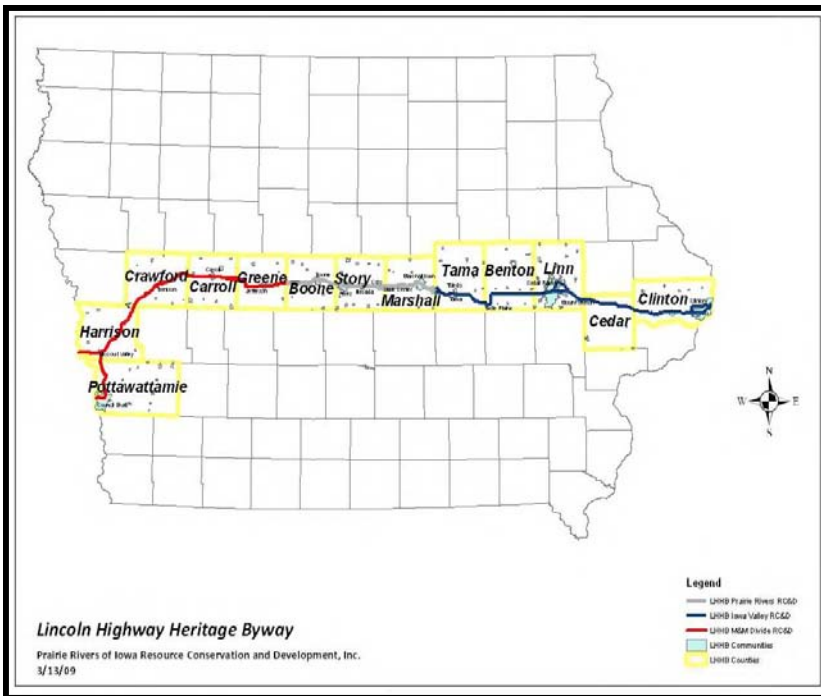 Crawford
Carroll
Greene
Boone
Story
Marshall
Tama
Benton
Linn
Cedar
Clinton
Harrison
Pottawattamie
N
W E
S
Legend
LHHB Prairie Rivers RC&D
LHHB Iowa Valley RC&D
LHHB M&M Divide RC&D
LHHB Communities
LHHB Counties
Lincoln Highway Heritage Byway
Prairie Rivers of Iowa Resource Conservation and Development, Inc.
3/13/09